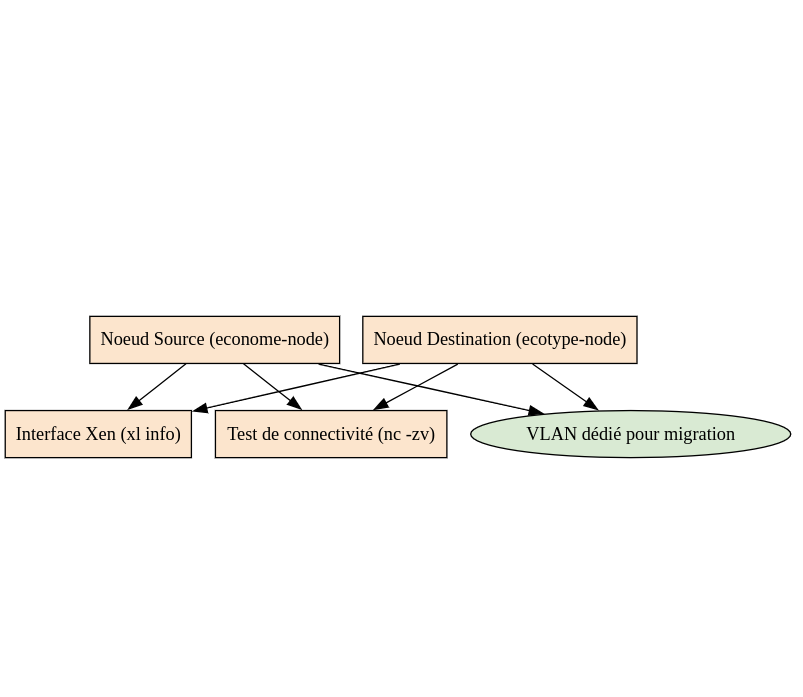 Noeud Source (econome-node)
Noeud Destination (ecotype-node)
Interface Xen (xl info)
Test de connectivité (nc -zv)
VLAN dédié pour migration